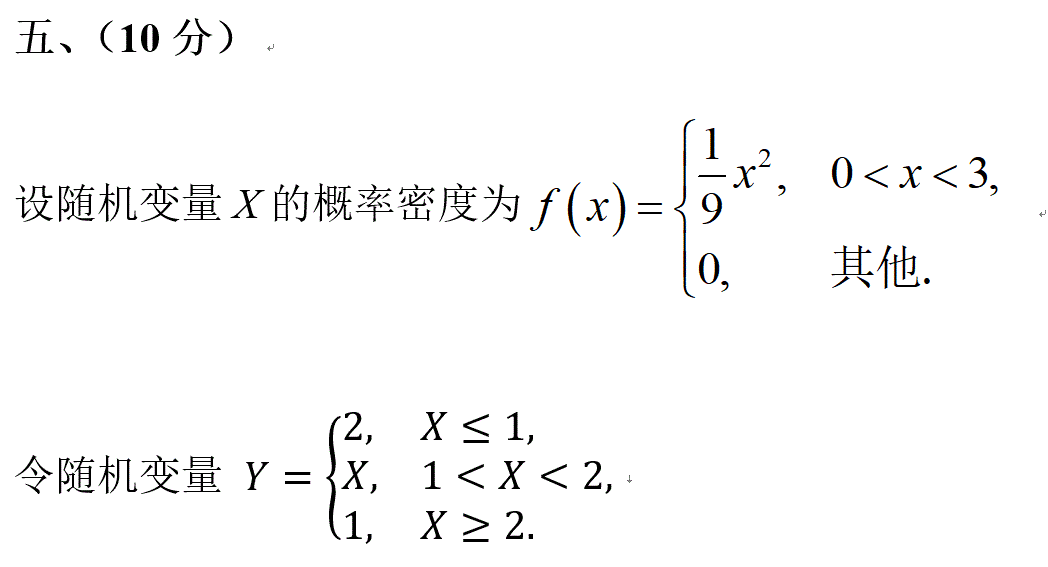 五、（10 分）
设随机变量 X 的概率密度为 f(x) = { 1/9 x², 0 < x < 3, 0, 其他.
令随机变量 Y = { 2, X ≤ 1, X, 1 < X < 2, 1, X ≥ 2.